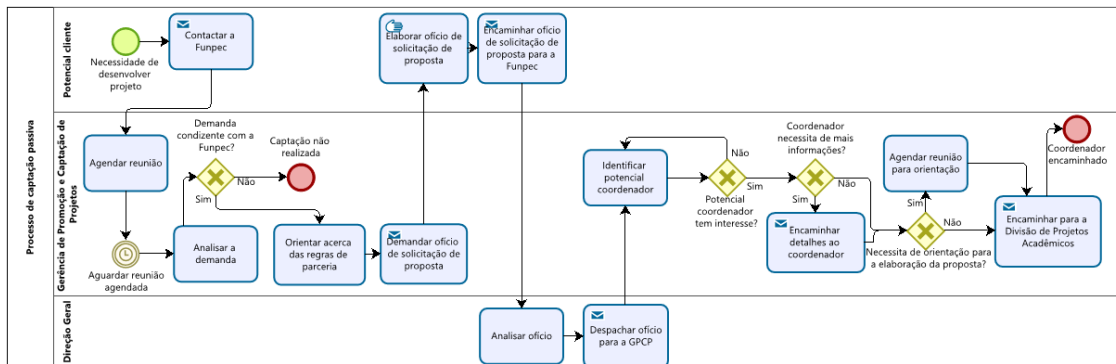 Processo de captação passiva
Potencial cliente
Necessidade de
desenvolver
projeto
Contactar a
Funpec
Elaborar ofício de
solicitação de
proposta
Encaminhar ofício
de solicitação de
proposta para a
Funpec
Gerência de Promoção e Captação de
Projetos
Agendar reunião
Aguardar reunião
agendada
Analisar a
demanda
Demanda
condizente com a
Funpec?
Não
Sim
Captação não
realizada
Orientar acerca
das regras de
parceria
Demandar ofício
de solicitação de
proposta
Identificar
potencial
coordenador
Não
Sim
Potencial
coordenador
tem interesse?
Coordenador
necessita de mais
informações?
Não
Sim
Encaminhar
detalhes ao
coordenador
Agendar reunião
para orientação
Sim
Não
Necessita de orientação para
a elaboração da proposta?
Encaminhar para a
Divisão de Projetos
Acadêmicos
Coordenador
encaminhado
Direção Geral
Analisar ofício
Despachar ofício
para a GPCP